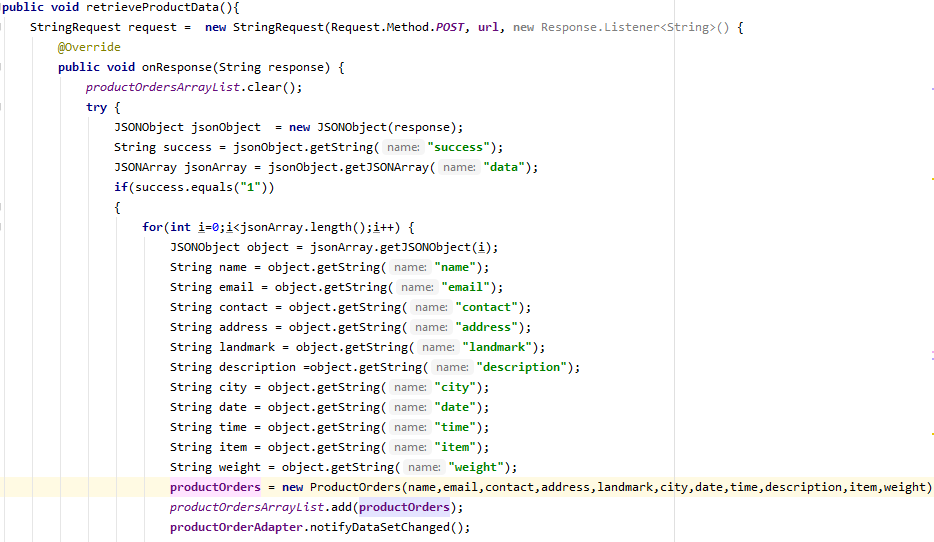 public void retrieveProductData(){
StringRequest request =  new StringRequest(Request.Method.POST, url, new Response.Listener<String>() {
@Override
public void onResponse(String response) {
productOrdersArrayList.clear();
try {
JSONObject jsonObject  = new JSONObject(response);
String success = jsonObject.getString( name: "success");
JSONArray jsonArray = jsonObject.getJSONArray( name: "data");
if(success.equals("1"))
{
for(int i=0;i<jsonArray.length();i++) {
JSONObject object = jsonArray.getJSONObject(i);
String name = object.getString( name: "name");
String email = object.getString( name: "email");
String contact = object.getString( name: "contact");
String address = object.getString( name: "address");
String landmark = object.getString( name: "landmark");
String description =object.getString( name: "description");
String city = object.getString( name: "city");
String date = object.getString( name: "date");
String time = object.getString( name: "time");
String item = object.getString( name: "item");
String weight = object.getString( name: "weight");
productOrders = new ProductOrders(name,email,contact,address,landmark,city,date,time,description,item,weight)
productOrdersArrayList.add(productOrders);
productOrderAdapter.notifyDataSetChanged();